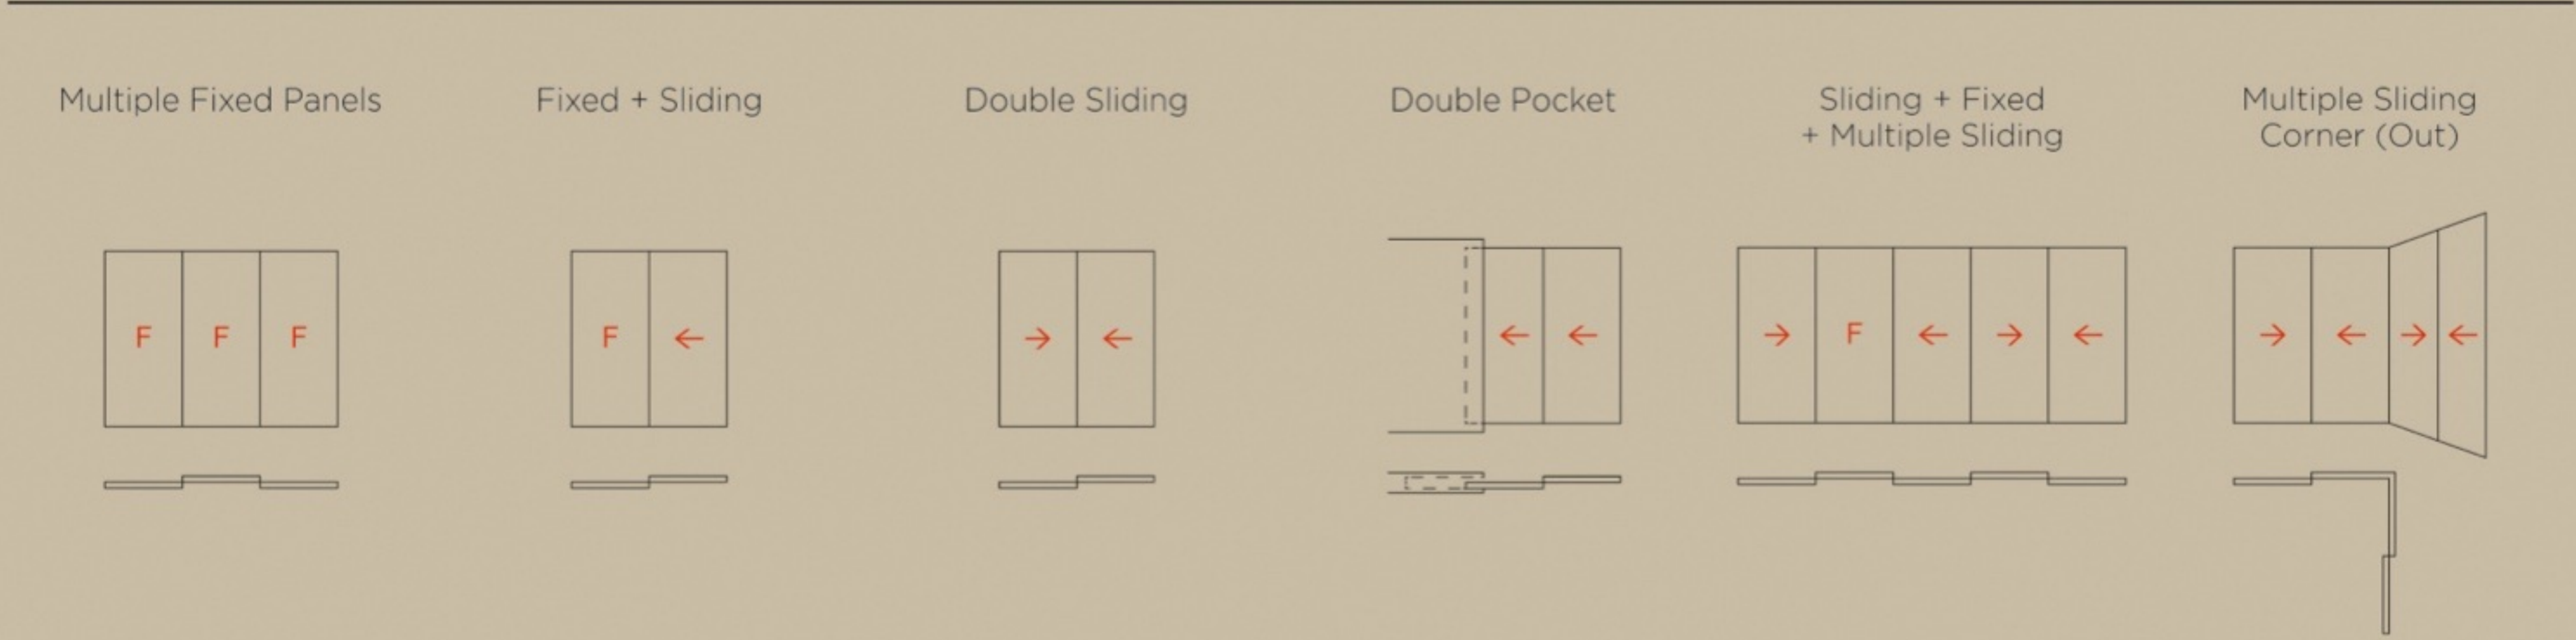 Multiple Fixed Panels
Fixed + Sliding
Double Sliding
Double Pocket
Sliding + Fixed
+ Multiple Sliding
Multiple Sliding
Corner (Out)
F F F
F ←
→ ←
← ←
→ F ← → ←
→ ← → ←